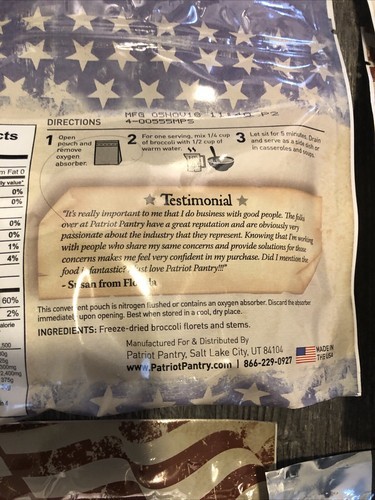 MFG 05NOV18
DIRECTIONS 4-00555MPS
1 Open pouch and remove oxygen absorber.
2 For one serving, mix 1/4 cup of broccoli with 1/2 cup of warm water.
3 Let sit for 5 minutes. Drain and serve as a side dish or in casseroles and soups.
cts
m Fat 0
ly value*
0%
0%
0%
0%
1%
4%
60%
2%
alorie
,500
Testimonial
"It's really important to me that I do business with good people. The folks
over at Patriot Pantry have a great reputation and are obviously very
passionate about the industry that they represent. Knowing that I'm working
with people who share my same concerns and provide solutions for those
concerns makes me feel very confident in my purchase. Did I mention the
food is fantastic? I just love Patriot Pantry!!!"
- Susan from Florida
This convenient pouch is nitrogen flushed or contains an oxygen absorber. Discard the absorber
immediately upon opening. Best when stored in a cool, dry place.
INGREDIENTS: Freeze-dried broccoli florets and stems.
Manufactured For & Distributed By
Patriot Pantry, Salt Lake City, UT 84104
www.PatriotPantry.com | 866-229-0927
MADE IN
THE USA